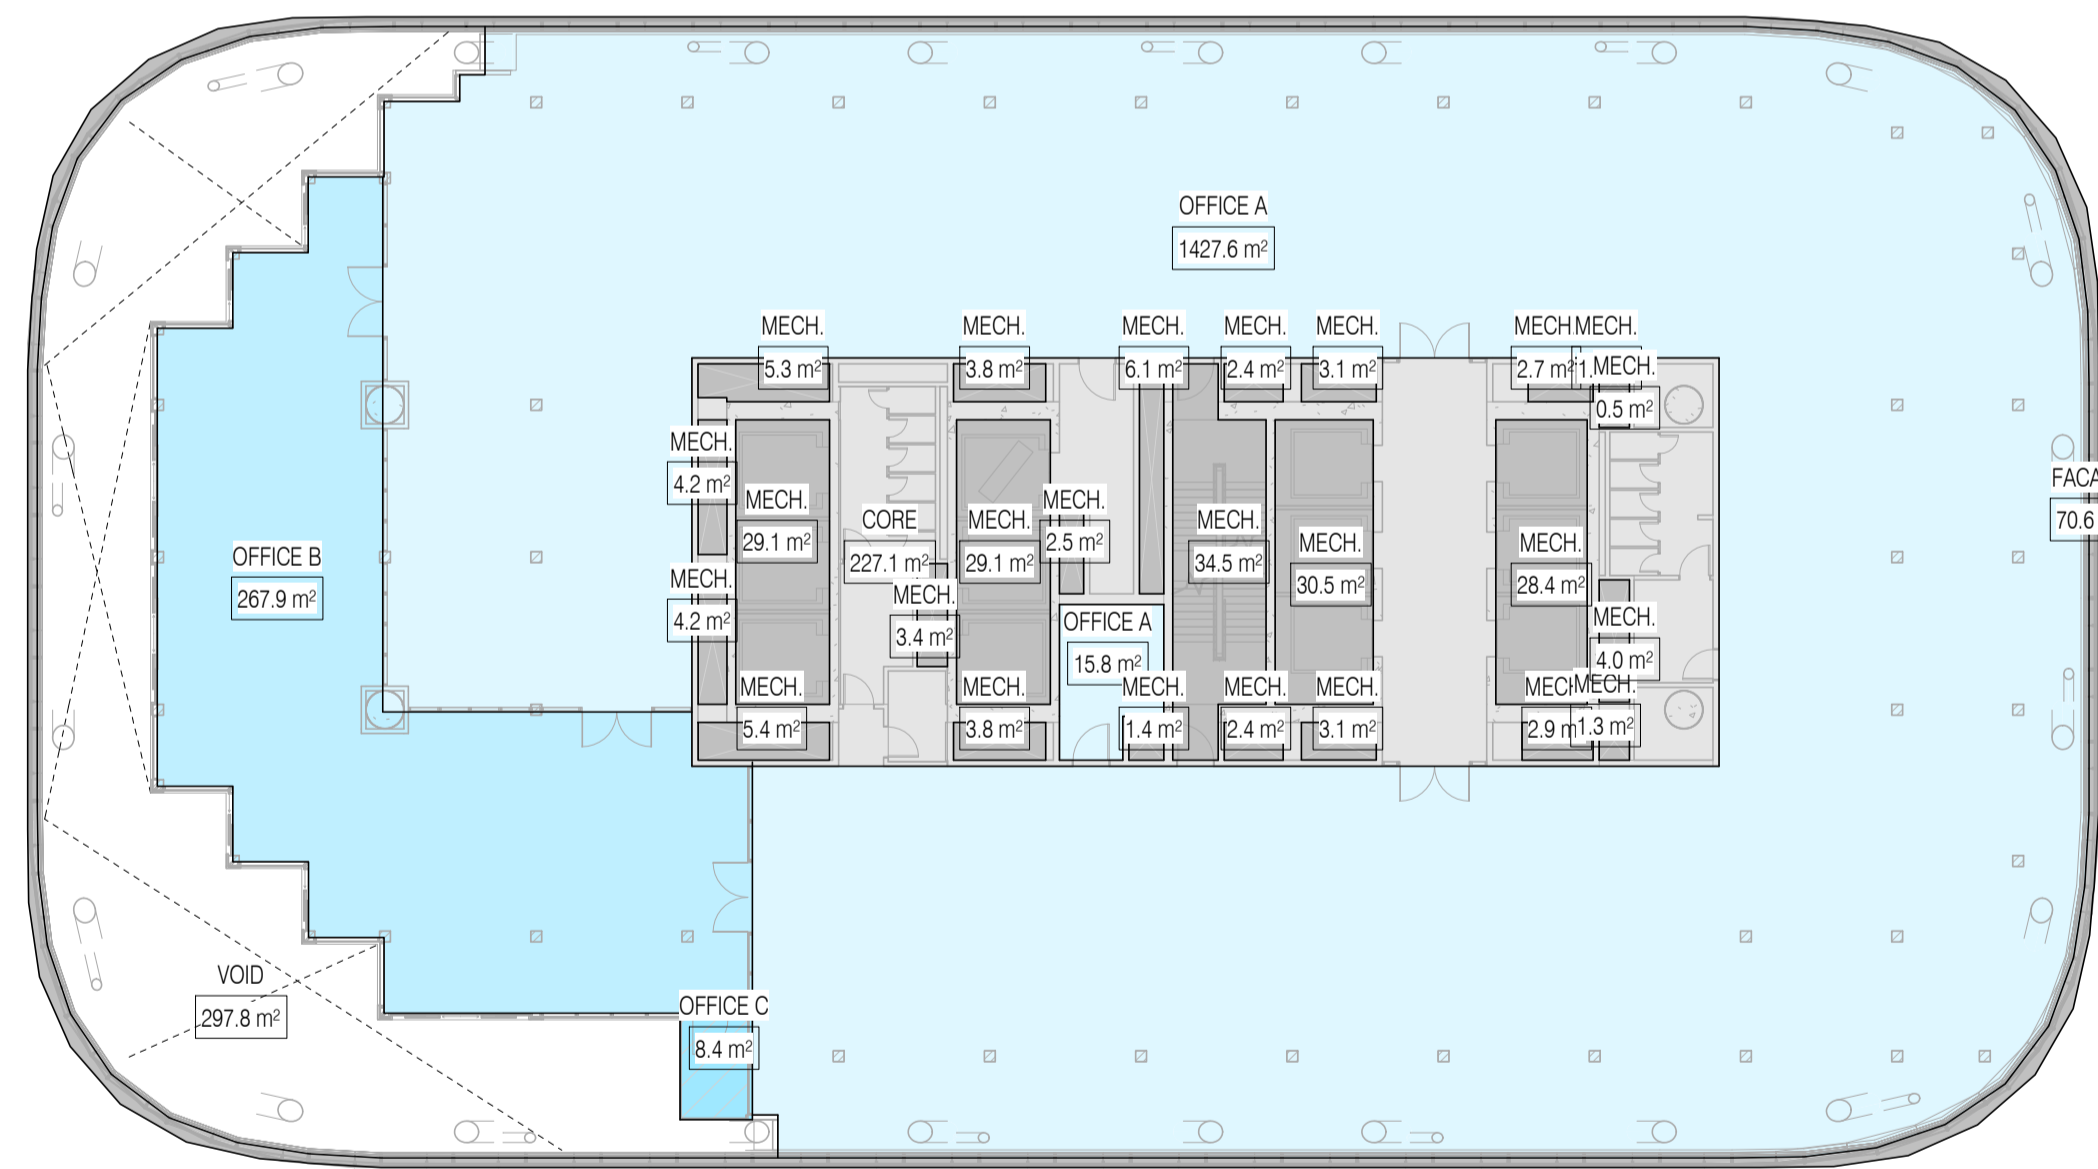 OFFICE A
1427.6 m²
MECH.
5.3 m²
MECH.
3.8 m²
MECH.
6.1 m²
MECH.
2.4 m²
MECH.
3.1 m²
MECH
2.7 m²
MECH.
1.
MECH.
0.5 m²
MECH.
4.2 m²
MECH.
29.1 m²
CORE
227.1 m²
MECH.
29.1 m²
MECH.
2.5 m²
MECH.
34.5 m²
MECH.
30.5 m²
MECH.
28.4 m²
FACA
70.6
OFFICE B
267.9 m²
MECH.
4.2 m²
MECH.
3.4 m²
OFFICE A
15.8 m²
MECH.
4.0 m²
MECH.
5.4 m²
MECH.
3.8 m²
MECH.
1.4 m²
MECH.
2.4 m²
MECH.
3.1 m²
MECH
2.9 m
MECH.
1.3 m²
VOID
297.8 m²
OFFICE C
8.4 m²